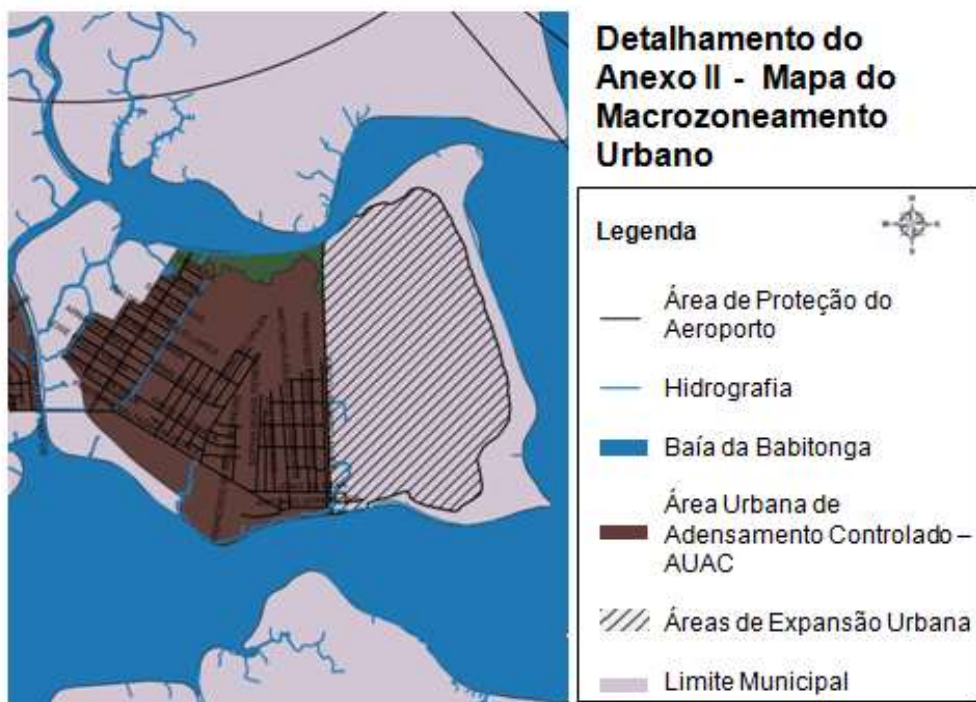 Detalhamento do
Anexo II - Mapa do
Macrozoneamento
Urbano
Legenda
Área de Proteção do
Aeroporto
Hidrografia
Baía da Babitonga
Área Urbana de
Adensamento Controlado –
AUAC
Áreas de Expansão Urbana
Limite Municipal